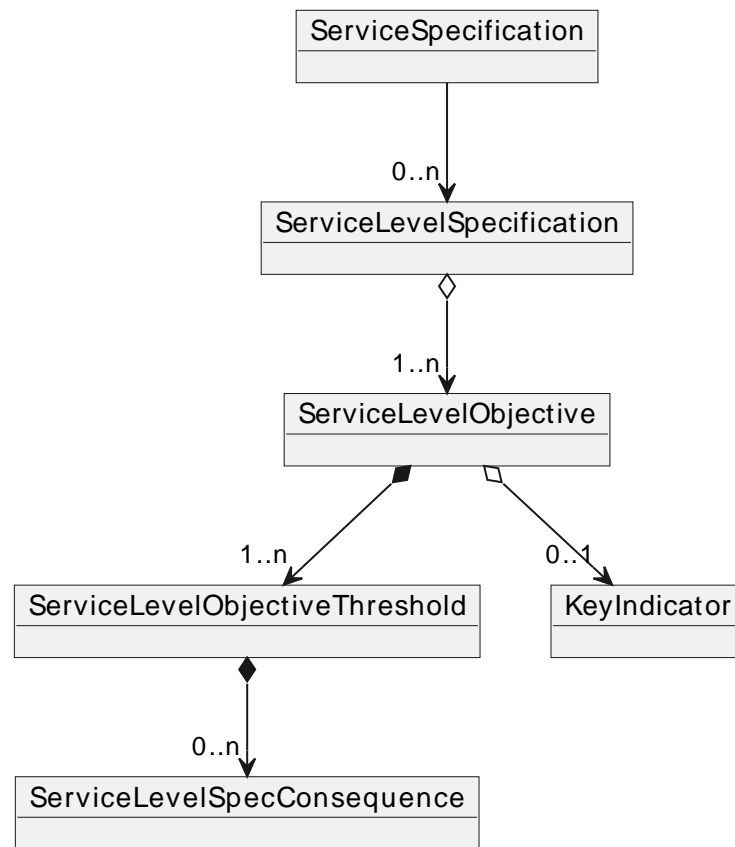 ServiceSpecification
0..n
ServiceLevelSpecification
1..n
ServiceLevelObjective
1..n
0..1
ServiceLevelObjectiveThreshold
KeyIndicator
0..n
ServiceLevelSpecConsequence